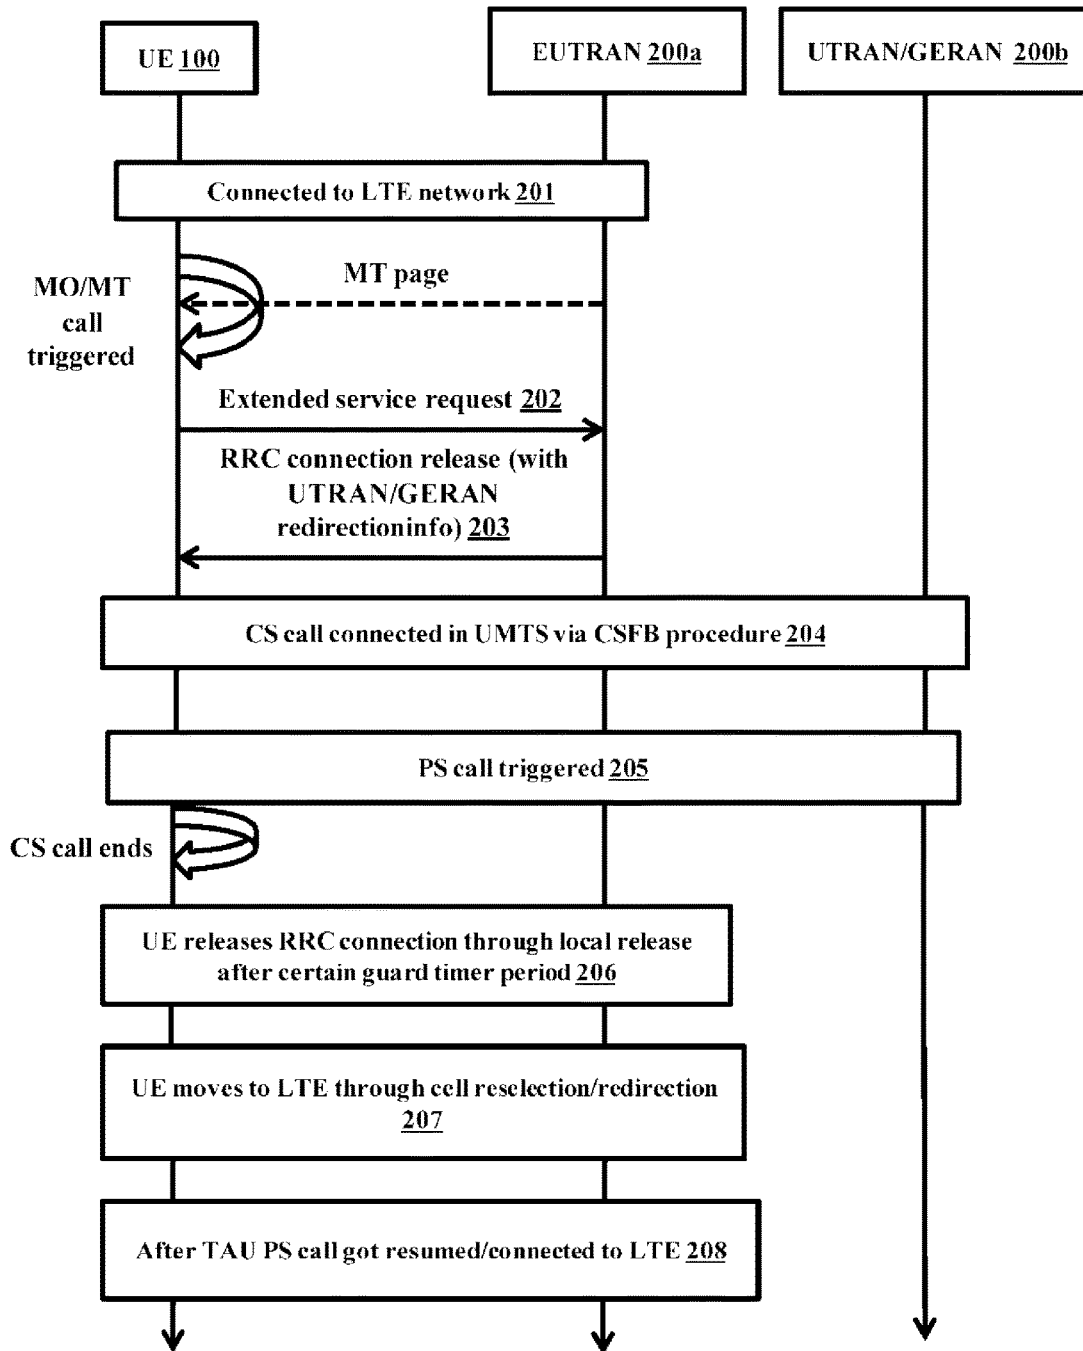 UE 100
EUTRAN 200a
UTRAN/GERAN 200b
Connected to LTE network 201
MO/MT
call
triggered
MT page
Extended service request 202
RRC connection release (with
UTRAN/GERAN
redirectioninfo) 203
CS call connected in UMTS via CSFB procedure 204
PS call triggered 205
CS call ends
UE releases RRC connection through local release
after certain guard timer period 206
UE moves to LTE through cell reselection/redirection
207
After TAU PS call got resumed/connected to LTE 208